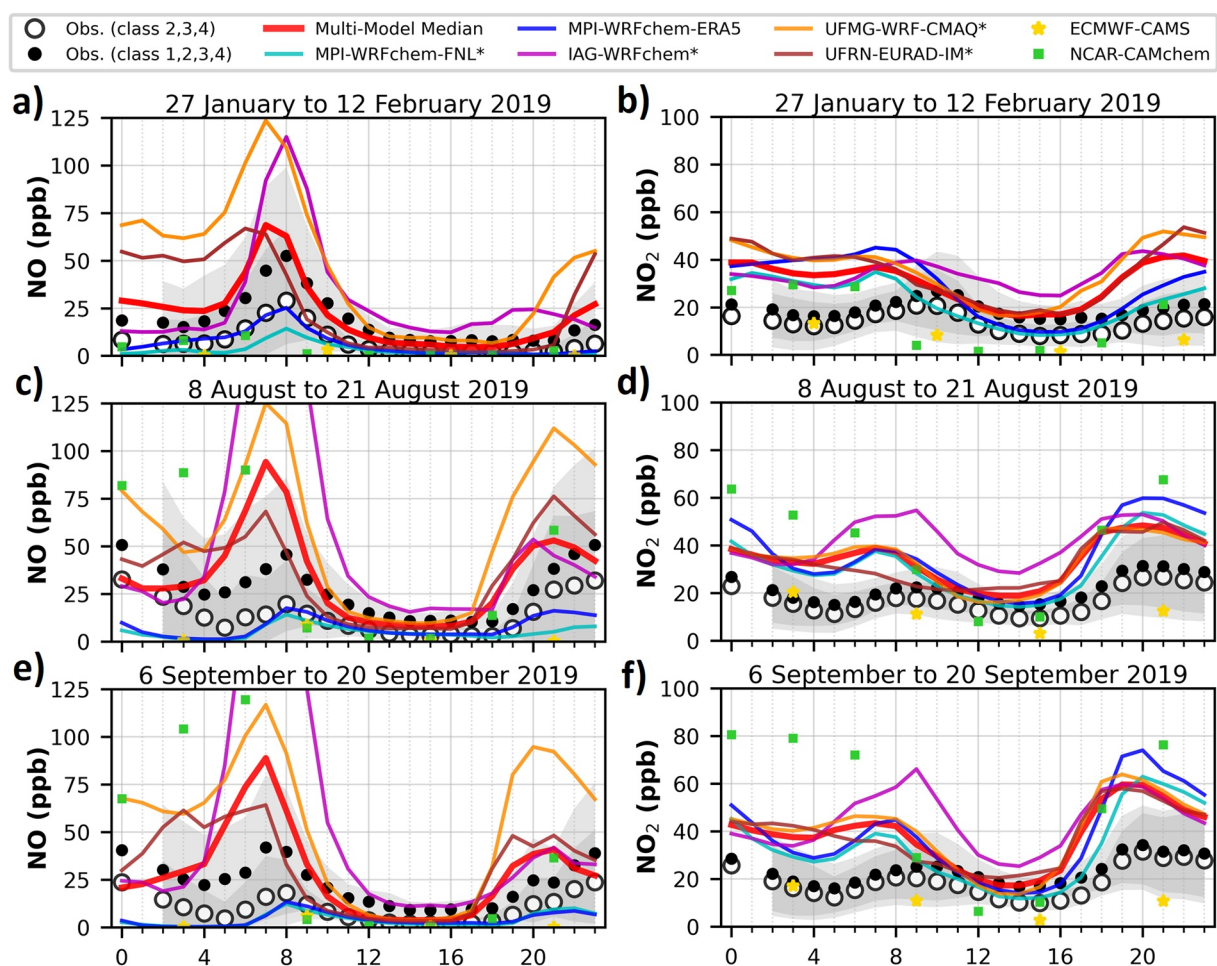 Obs. (class 2,3,4) Multi-Model Median MPI-WRFchem-ERA5 UFMG-WRF-CMAQ* ECMWF-CAMS
Obs. (class 1,2,3,4) MPI-WRFchem-FNL* IAG-WRFchem* UFRN-EURAD-IM* NCAR-CAMchem
a) 27 January to 12 February 2019
NO (ppb)
125
100
75
50
25
0
b) 27 January to 12 February 2019
NO₂ (ppb)
100
80
60
40
20
0
c) 8 August to 21 August 2019
NO (ppb)
125
100
75
50
25
0
d) 8 August to 21 August 2019
NO₂ (ppb)
100
80
60
40
20
0
e) 6 September to 20 September 2019
NO (ppb)
125
100
75
50
25
0
0 4 8 12 16 20
f) 6 September to 20 September 2019
NO₂ (ppb)
100
80
60
40
20
0
0 4 8 12 16 20